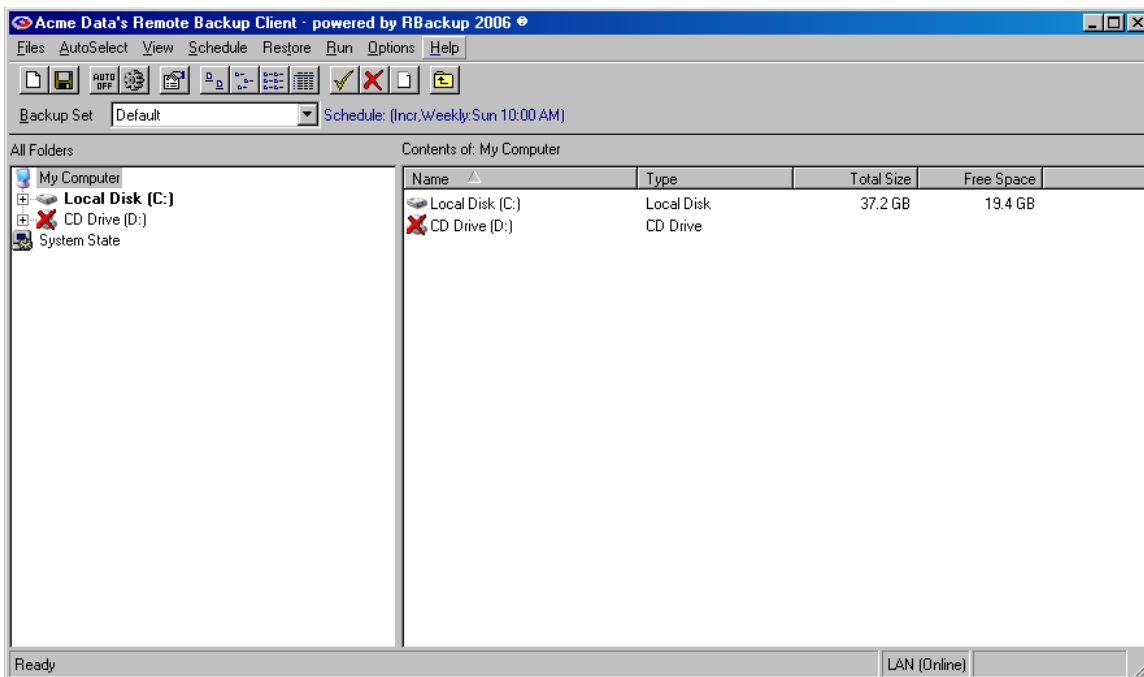 Acme Data's Remote Backup Client - powered by RBackup 2006 ®
Files AutoSelect View Schedule Restore Run Options Help
AUTO OFF
Backup Set Default Schedule: (Incr,Weekly:Sun 10:00 AM)
All Folders Contents of: My Computer
My Computer
Local Disk (C:)
CD Drive (D:)
System State
Name Type Total Size Free Space
Local Disk (C:) Local Disk 37.2 GB 19.4 GB
CD Drive (D:) CD Drive
Ready LAN (Online)